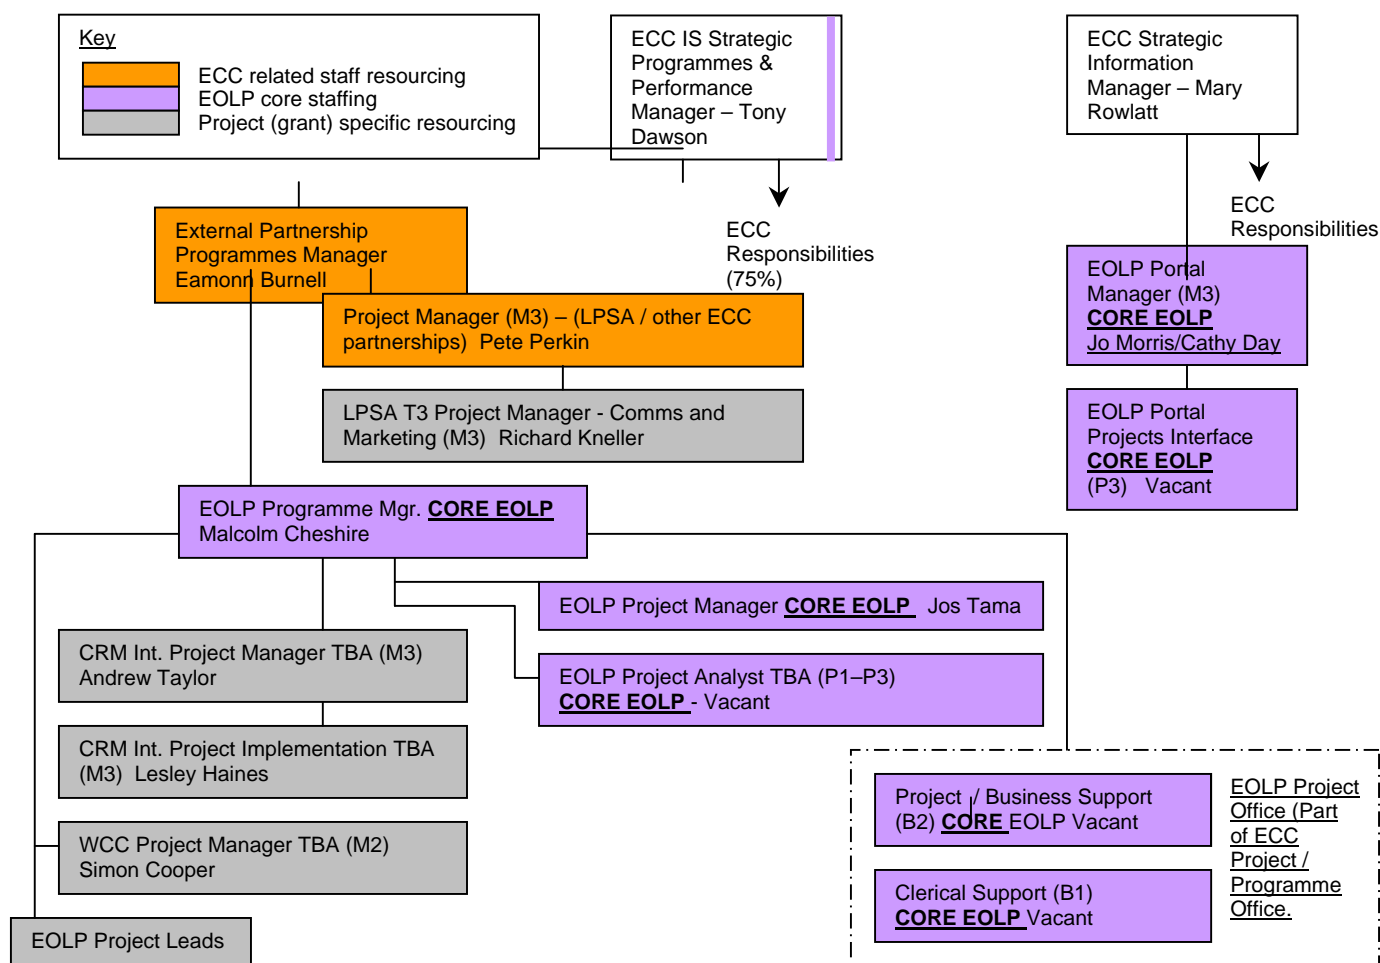 Key
ECC related staff resourcing
EOLP core staffing
Project (grant) specific resourcing
ECC IS Strategic
Programmes &
Performance
Manager – Tony
Dawson
ECC Strategic
Information
Manager – Mary
Rowlatt
ECC
Responsibilities
(75%)
ECC
Responsibilities
External Partnership
Programmes Manager
Eamonn Burnell
Project Manager (M3) – (LPSA / other ECC
partnerships)  Pete Perkin
LPSA T3 Project Manager - Comms and
Marketing (M3)  Richard Kneller
EOLP Portal
Manager (M3)
CORE EOLP
Jo Morris/Cathy Day
EOLP Portal
Projects Interface
CORE EOLP
(P3)   Vacant
EOLP Programme Mgr. CORE EOLP
Malcolm Cheshire
EOLP Project Manager CORE EOLP   Jos Tama
EOLP Project Analyst TBA (P1–P3)
CORE EOLP - Vacant
CRM Int. Project Manager TBA (M3)
Andrew Taylor
CRM Int. Project Implementation TBA
(M3)  Lesley Haines
WCC Project Manager TBA (M2)
Simon Cooper
EOLP Project Leads
Project  / Business Support
(B2) CORE EOLP Vacant
Clerical Support (B1)
CORE EOLP Vacant
EOLP Project
Office (Part
of ECC
Project /
Programme
Office.